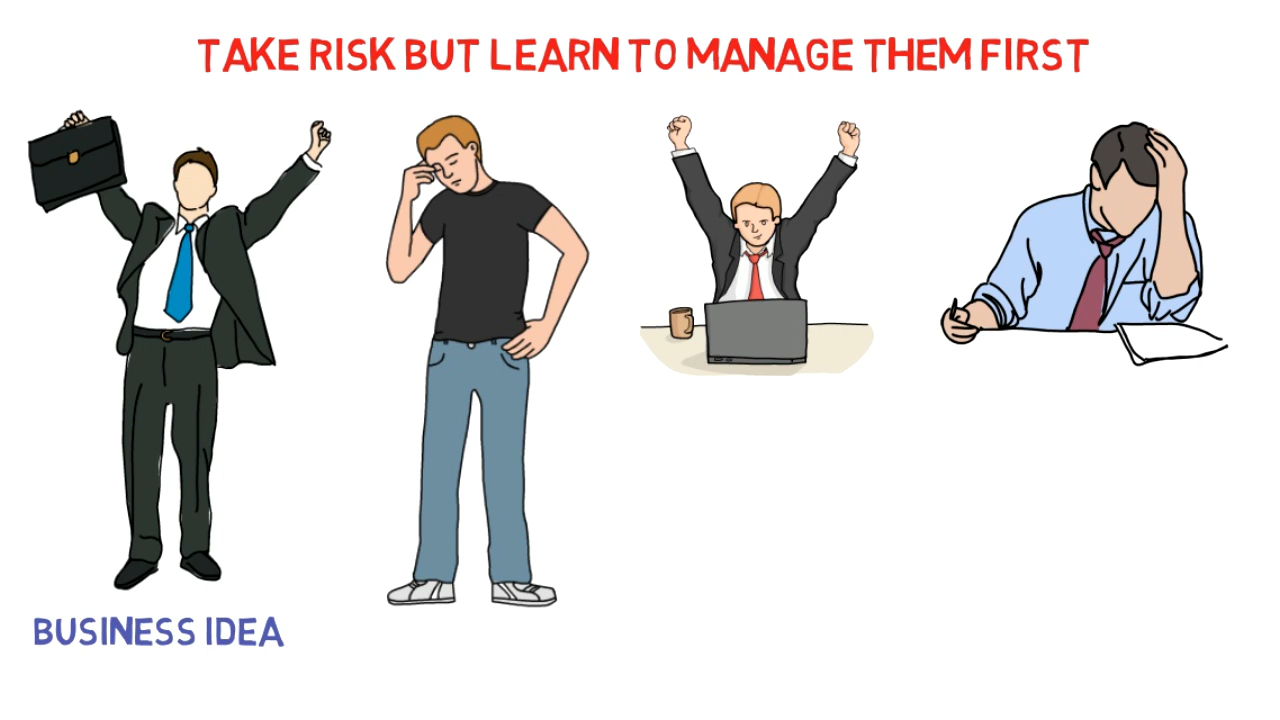 TAKE RISK BUT LEARN TO MANAGE THEM FIRST
BUSINESS IDEA